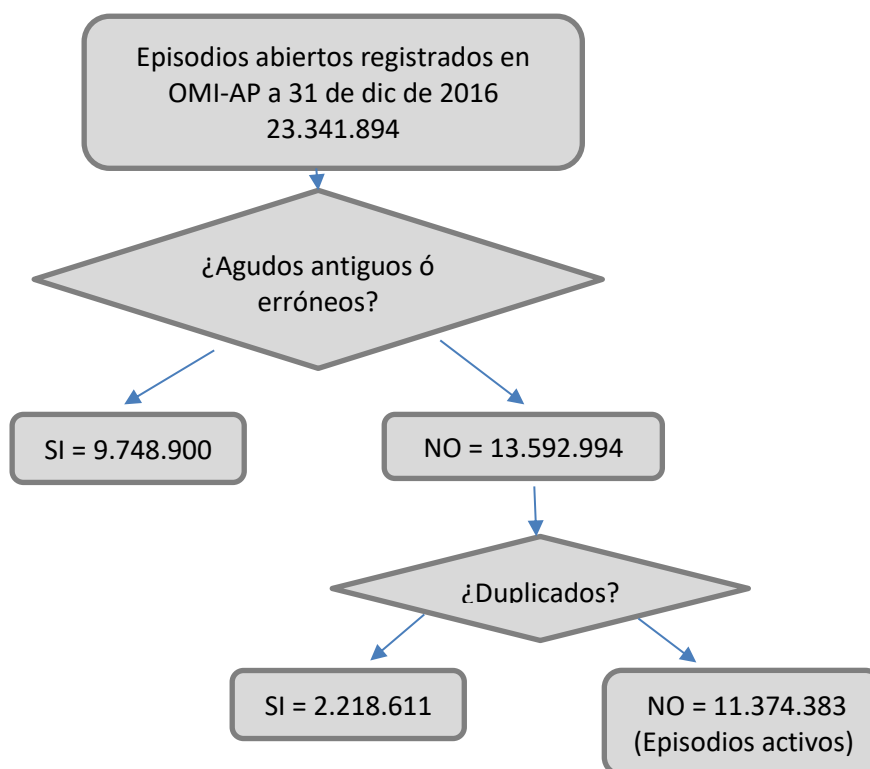 Episodios abiertos registrados en
OMI-AP a 31 de dic de 2016
23.341.894
¿Agudos antiguos ó
erróneos?
SI = 9.748.900
NO = 13.592.994
¿Duplicados?
SI = 2.218.611
NO = 11.374.383
(Episodios activos)